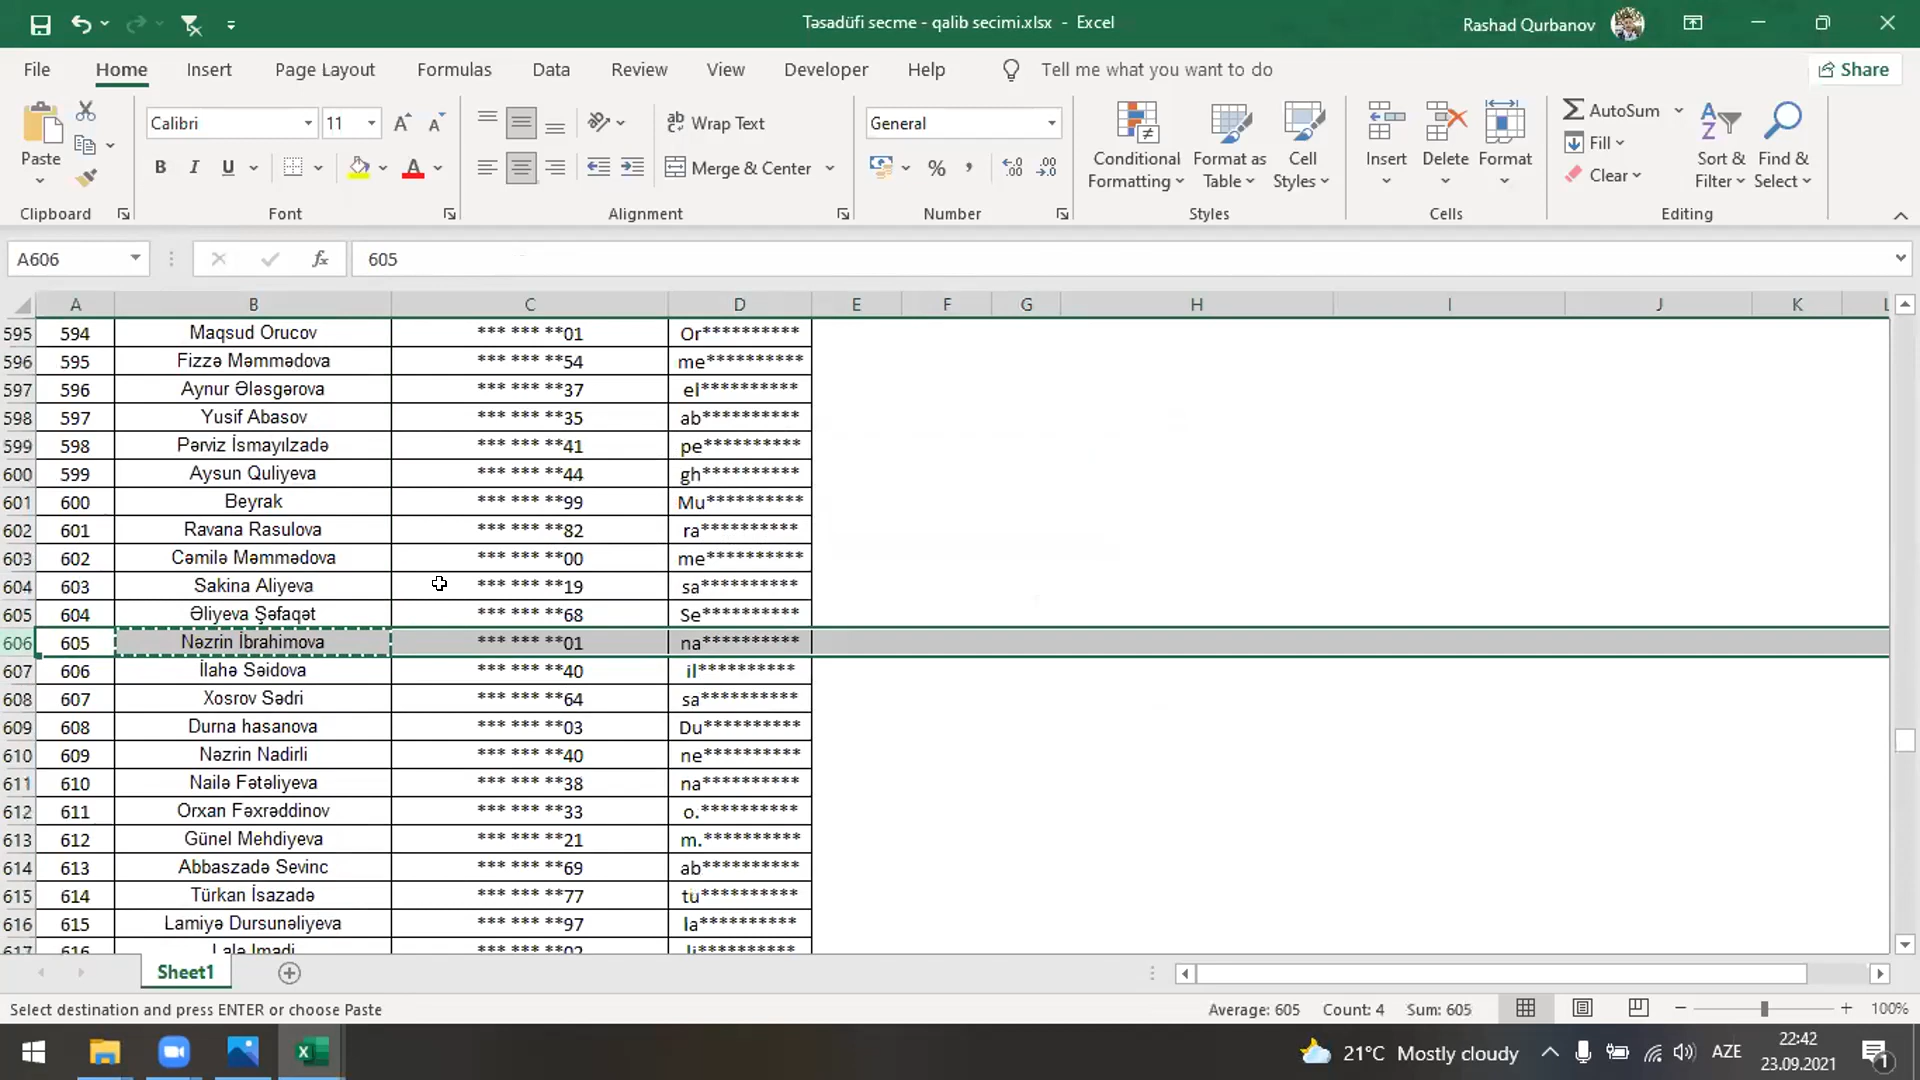 Təsadüfi secme - qalib secimi.xlsx - Excel
Rashad Qurbanov
File Home Insert Page Layout Formulas Data Review View Developer Help Tell me what you want to do Share
Paste
Calibri 11
B I U
Wrap Text
Merge & Center
General
Conditional Formatting
Format as Table
Cell Styles
Insert Delete Format
AutoSum
Fill
Clear
Sort & Filter
Find & Select
Clipboard Font Alignment Number Styles Cells Editing
A606 fx 605
A B C D E F G H I J K L
595 594 Maqsud Orucov *** *** **01 Or**********
596 595 Fizzə Məmmədova *** *** **54 me**********
597 596 Aynur Ələsgərova *** *** **37 el**********
598 597 Yusif Abasov *** *** **35 ab**********
599 598 Pərviz İsmayılzadə *** *** **41 pe**********
600 599 Aysun Quliyeva *** *** **44 gh**********
601 600 Beyrak *** *** **99 Mu**********
602 601 Ravana Rasulova *** *** **82 ra**********
603 602 Cəmilə Məmmədova *** *** **00 me**********
604 603 Sakina Aliyeva *** *** **19 sa**********
605 604 Əliyeva Şəfaqət *** *** **68 Se**********
606 605 Nəzrin İbrahimova *** *** **01 na**********
607 606 İlahə Səidova *** *** **40 il**********
608 607 Xosrov Sədri *** *** **64 sa**********
609 608 Durna hasanova *** *** **03 Du**********
610 609 Nəzrin Nadirli *** *** **40 ne**********
611 610 Nailə Fətəliyeva *** *** **38 na**********
612 611 Orxan Fəxrəddinov *** *** **33 o.**********
613 612 Günel Mehdiyeva *** *** **21 m.**********
614 613 Abbaszadə Sevinc *** *** **69 ab**********
615 614 Türkan İsazadə *** *** **77 tu**********
616 615 Lamiyə Dursunəliyeva *** *** **97 la**********
617 616 *** *** **02 li**********
Sheet1
Select destination and press ENTER or choose Paste Average: 605 Count: 4 Sum: 605 100%
21°C Mostly cloudy AZE 22:42
23.09.2021
1